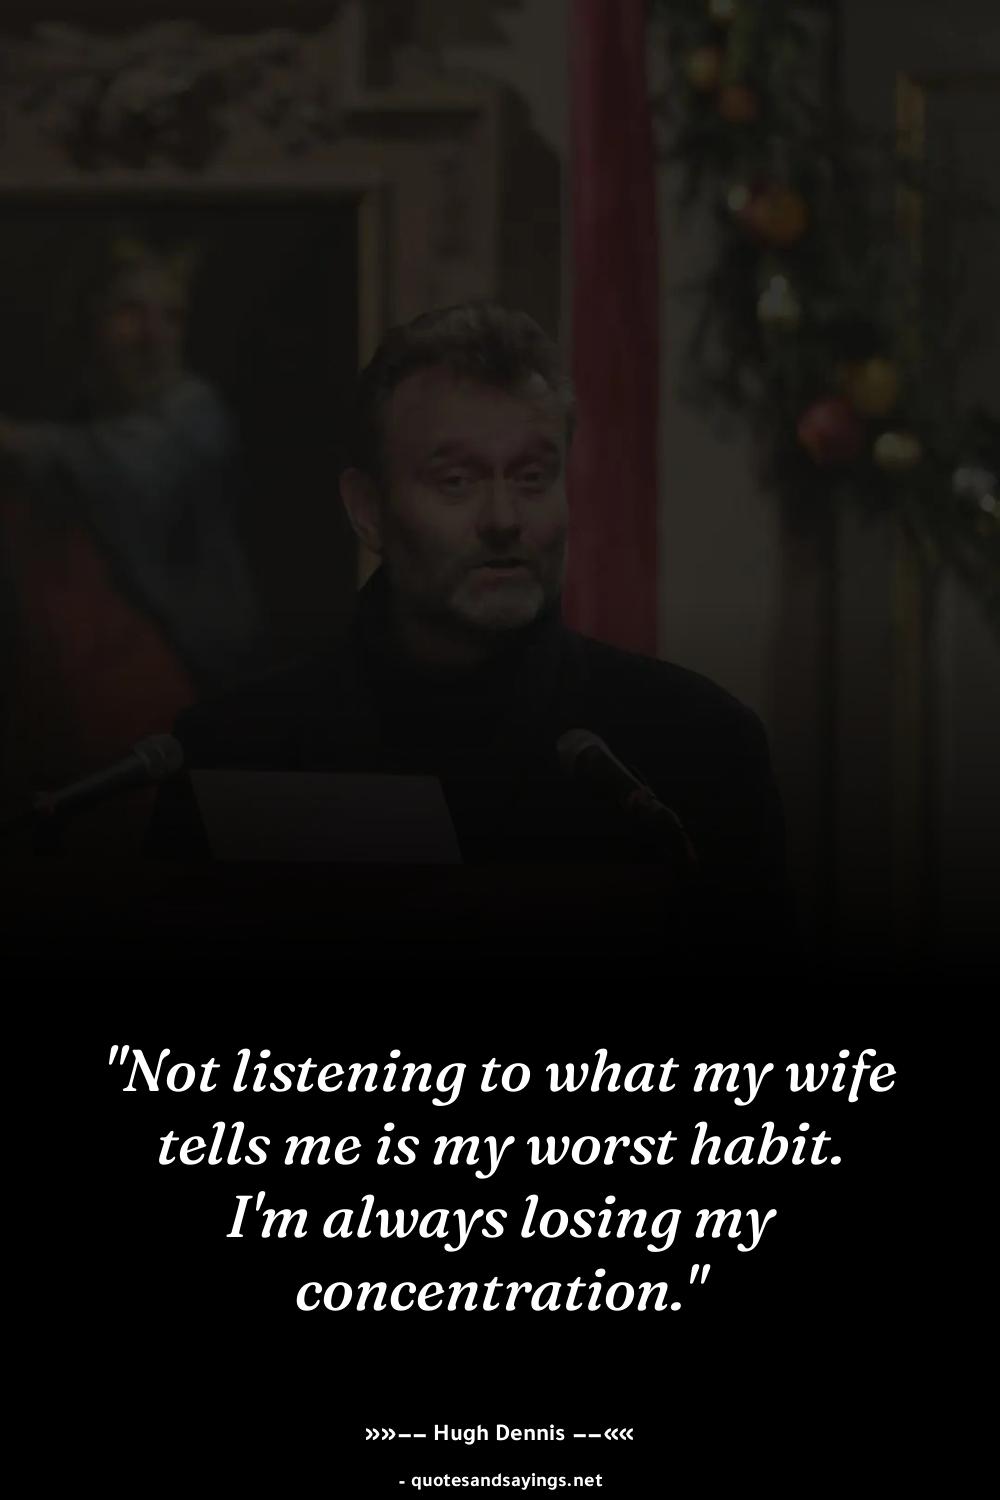 "Not listening to what my wife
tells me is my worst habit.
I'm always losing my
concentration."
»»–– Hugh Dennis ––««
- quotesandsayings.net